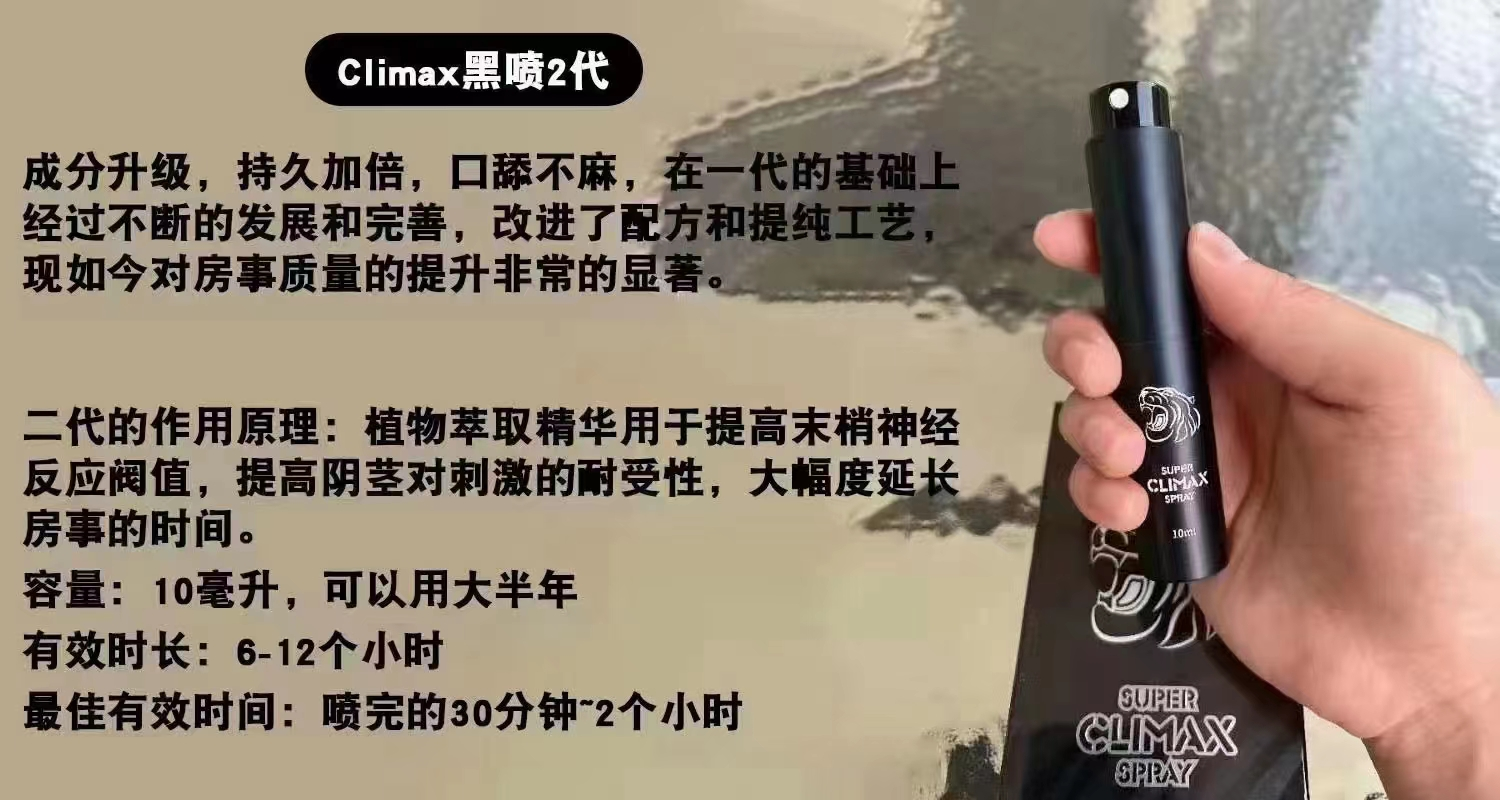 Climax黑喷2代
成分升级，持久加倍，口舔不麻，在一代的基础上
经过不断的发展和完善，改进了配方和提纯工艺，
现如今对房事质量的提升非常的显著。
二代的作用原理：植物萃取精华用于提高末梢神经
反应阀值，提高阴茎对刺激的耐受性，大幅度延长
房事的时间。
容量：10毫升，可以用大半年
有效时长：6-12个小时
最佳有效时间：喷完的30分钟~2个小时
SUPER
CLIMAX
SPRAY
10ml
SUPER
CLIMAX
SPRAY